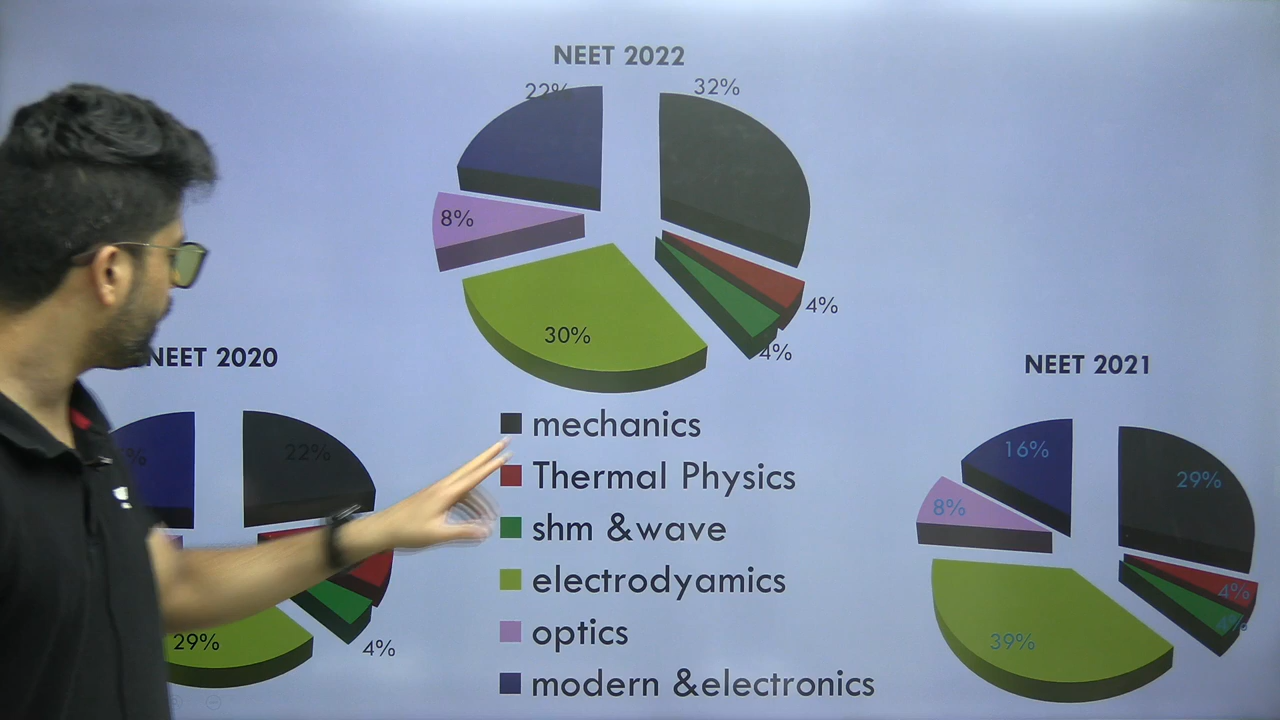 NEET 2022
22%
32%
8%
30%
4%
4%
NEET 2020
22%
29%
4%
mechanics
Thermal Physics
shm &wave
electrodyamics
optics
modern &electronics
NEET 2021
16%
29%
8%
4%
4%
39%